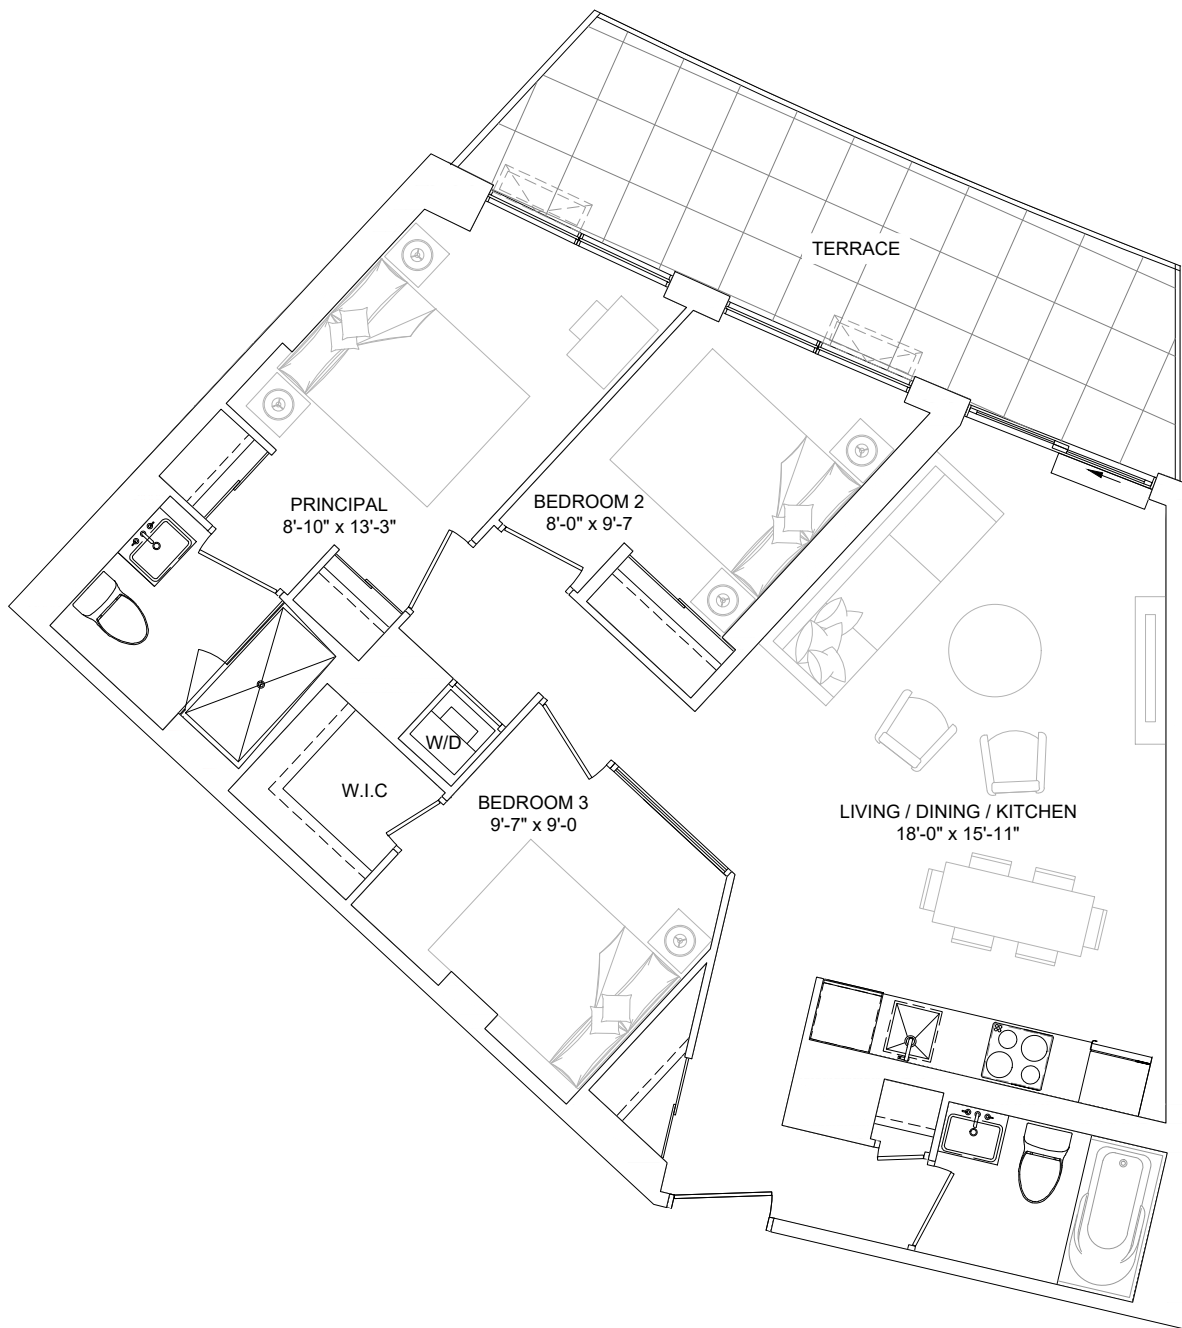 TERRACE
PRINCIPAL
8'-10" x 13'-3"
BEDROOM 2
8'-0" x 9'-7
W/D
W.I.C
BEDROOM 3
9'-7" x 9'-0
LIVING / DINING / KITCHEN
18'-0" x 15'-11"